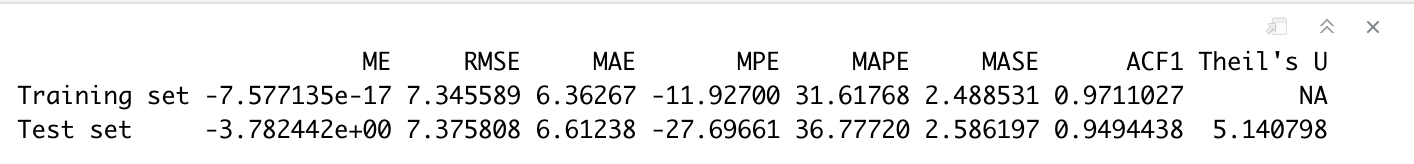 ME RMSE MAE MPE MAPE MASE ACF1 Theil's U
Training set -7.577135e-17 7.345589 6.36267 -11.92700 31.61768 2.488531 0.9711027 NA
Test set -3.782442e+00 7.375808 6.61238 -27.69661 36.77720 2.586197 0.9494438 5.140798